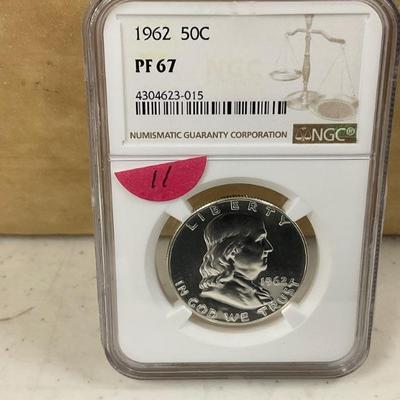 1962 50C
PF 67
4304623-015
NUMISMATIC GUARANTY CORPORATION
NGC®
11
LIBERTY
1962
IN GOD WE TRUST